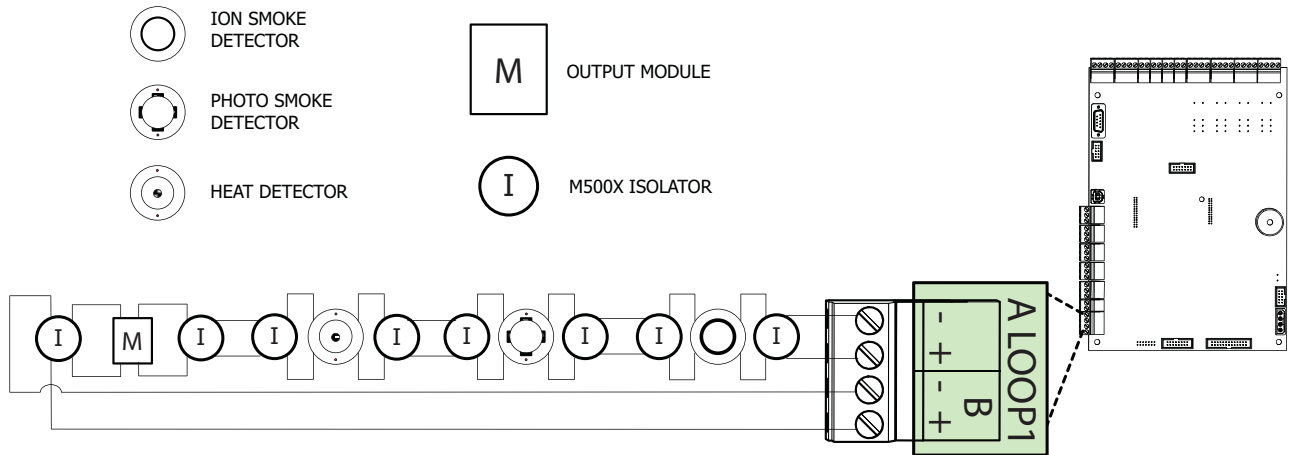 ION SMOKE
DETECTOR
PHOTO SMOKE
DETECTOR
HEAT DETECTOR
M
OUTPUT MODULE
I
M500X ISOLATOR
I
M
I
I
I
I
I
I
I
A LOOP1
-
+
B
-
+